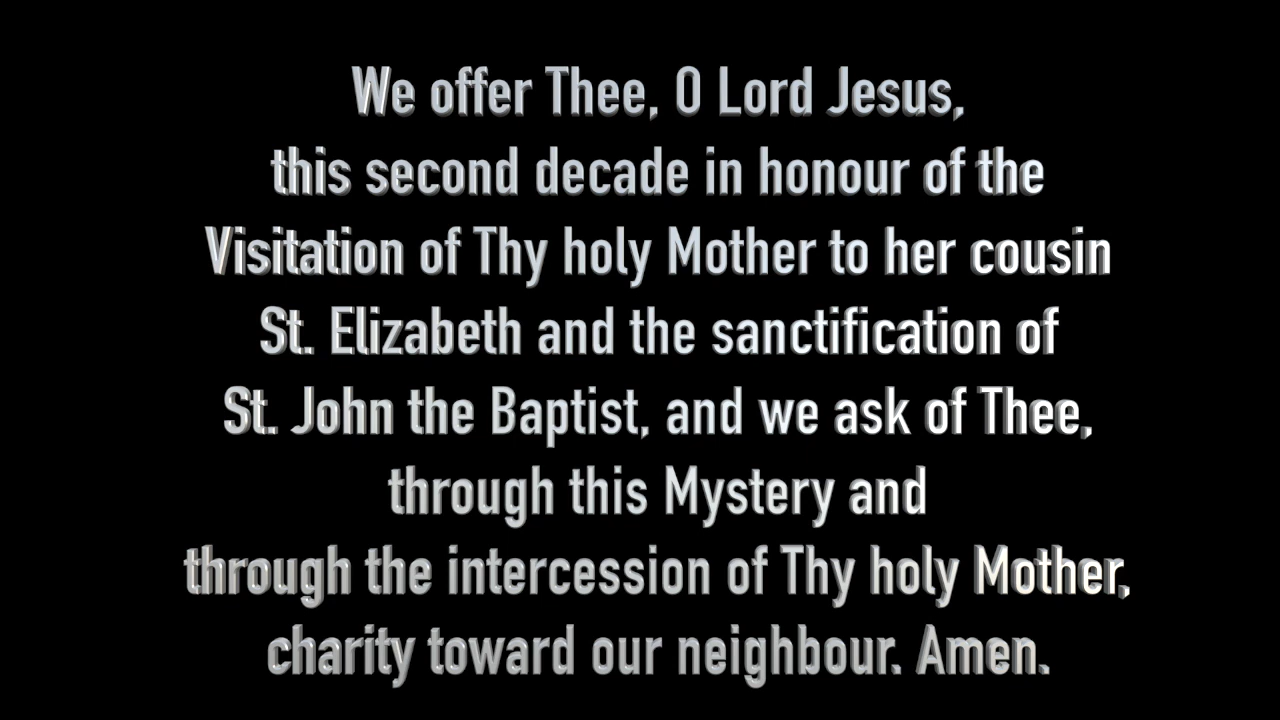 We offer Thee, O Lord Jesus,
this second decade in honour of the
Visitation of Thy holy Mother to her cousin
St. Elizabeth and the sanctification of
St. John the Baptist, and we ask of Thee,
through this Mystery and
through the intercession of Thy holy Mother,
charity toward our neighbour. Amen.